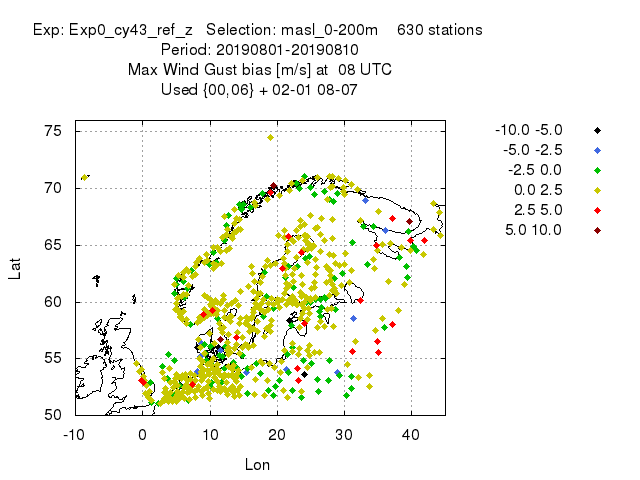 Exp: Exp0_cy43_ref_z   Selection: masl_0-200m    630 stations
Period: 20190801-20190810
Max Wind Gust bias [m/s] at  08 UTC
Used {00,06} + 02-01 08-07
-10.0 -5.0
-5.0 -2.5
-2.5 0.0
0.0 2.5
2.5 5.0
5.0 10.0
75
70
65
60
55
50
Lat
-10 0 10 20 30 40
Lon